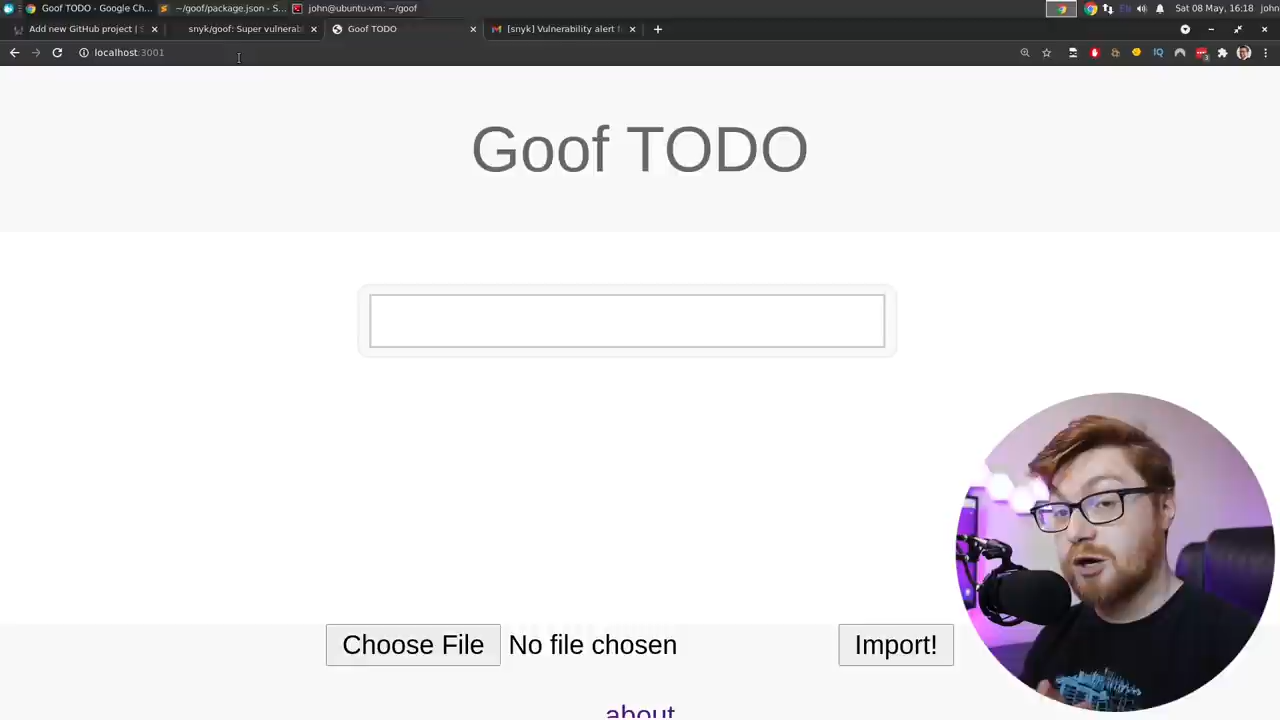 Goof TODO - Google Ch... ~/goof/package.json - S... john@ubuntu-vm: ~/goof En Sat 08 May, 16:18 john
Add new GitHub project | S snyk/goof: Super vulnerab Goof TODO [snyk] Vulnerability alert f
localhost:3001
Goof TODO
Choose File No file chosen Import!
about